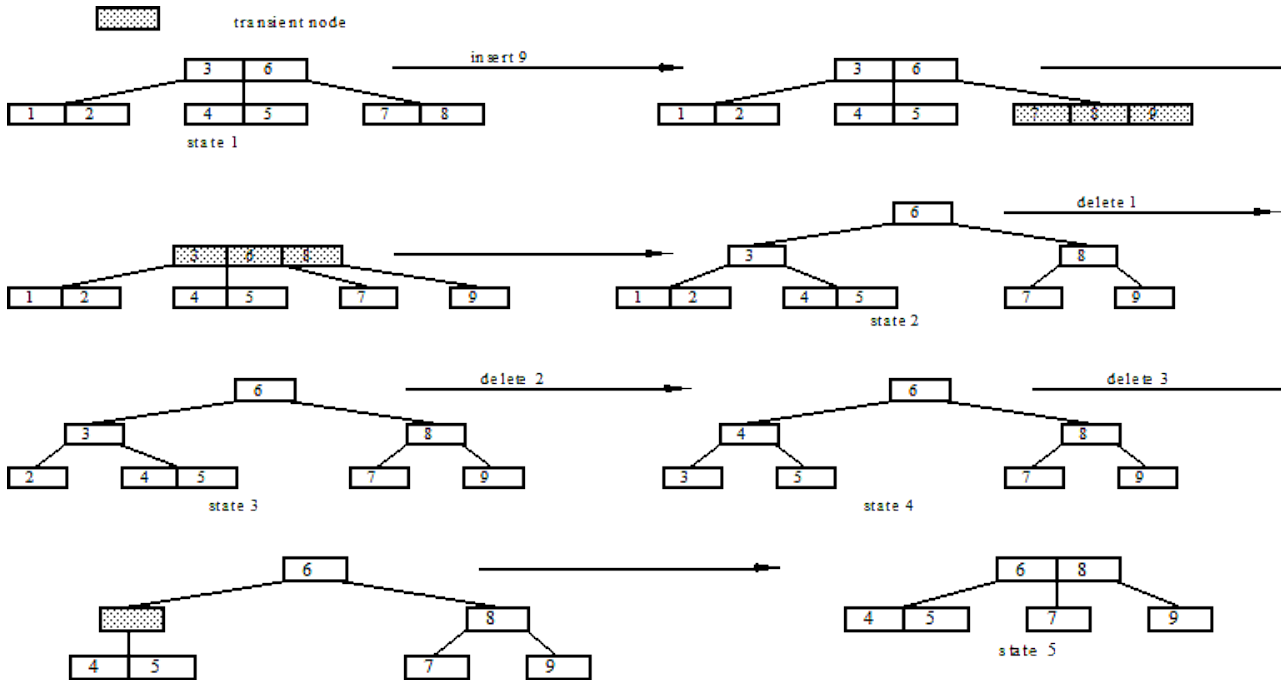 transient node
insert 9
3 6 3 6
1 2 4 5 7 8 1 2 4 5 7 8 9
state 1
6 delete 1
3 6 8 3 8
1 2 4 5 7 9 1 2 4 5 7 9
state 2
6 delete 2 6 delete 3
3 8 4 8
2 4 5 7 9 3 5 7 9
state 3 state 4
6 6 8
8 4 5 7 9
state 5
4 5 7 9